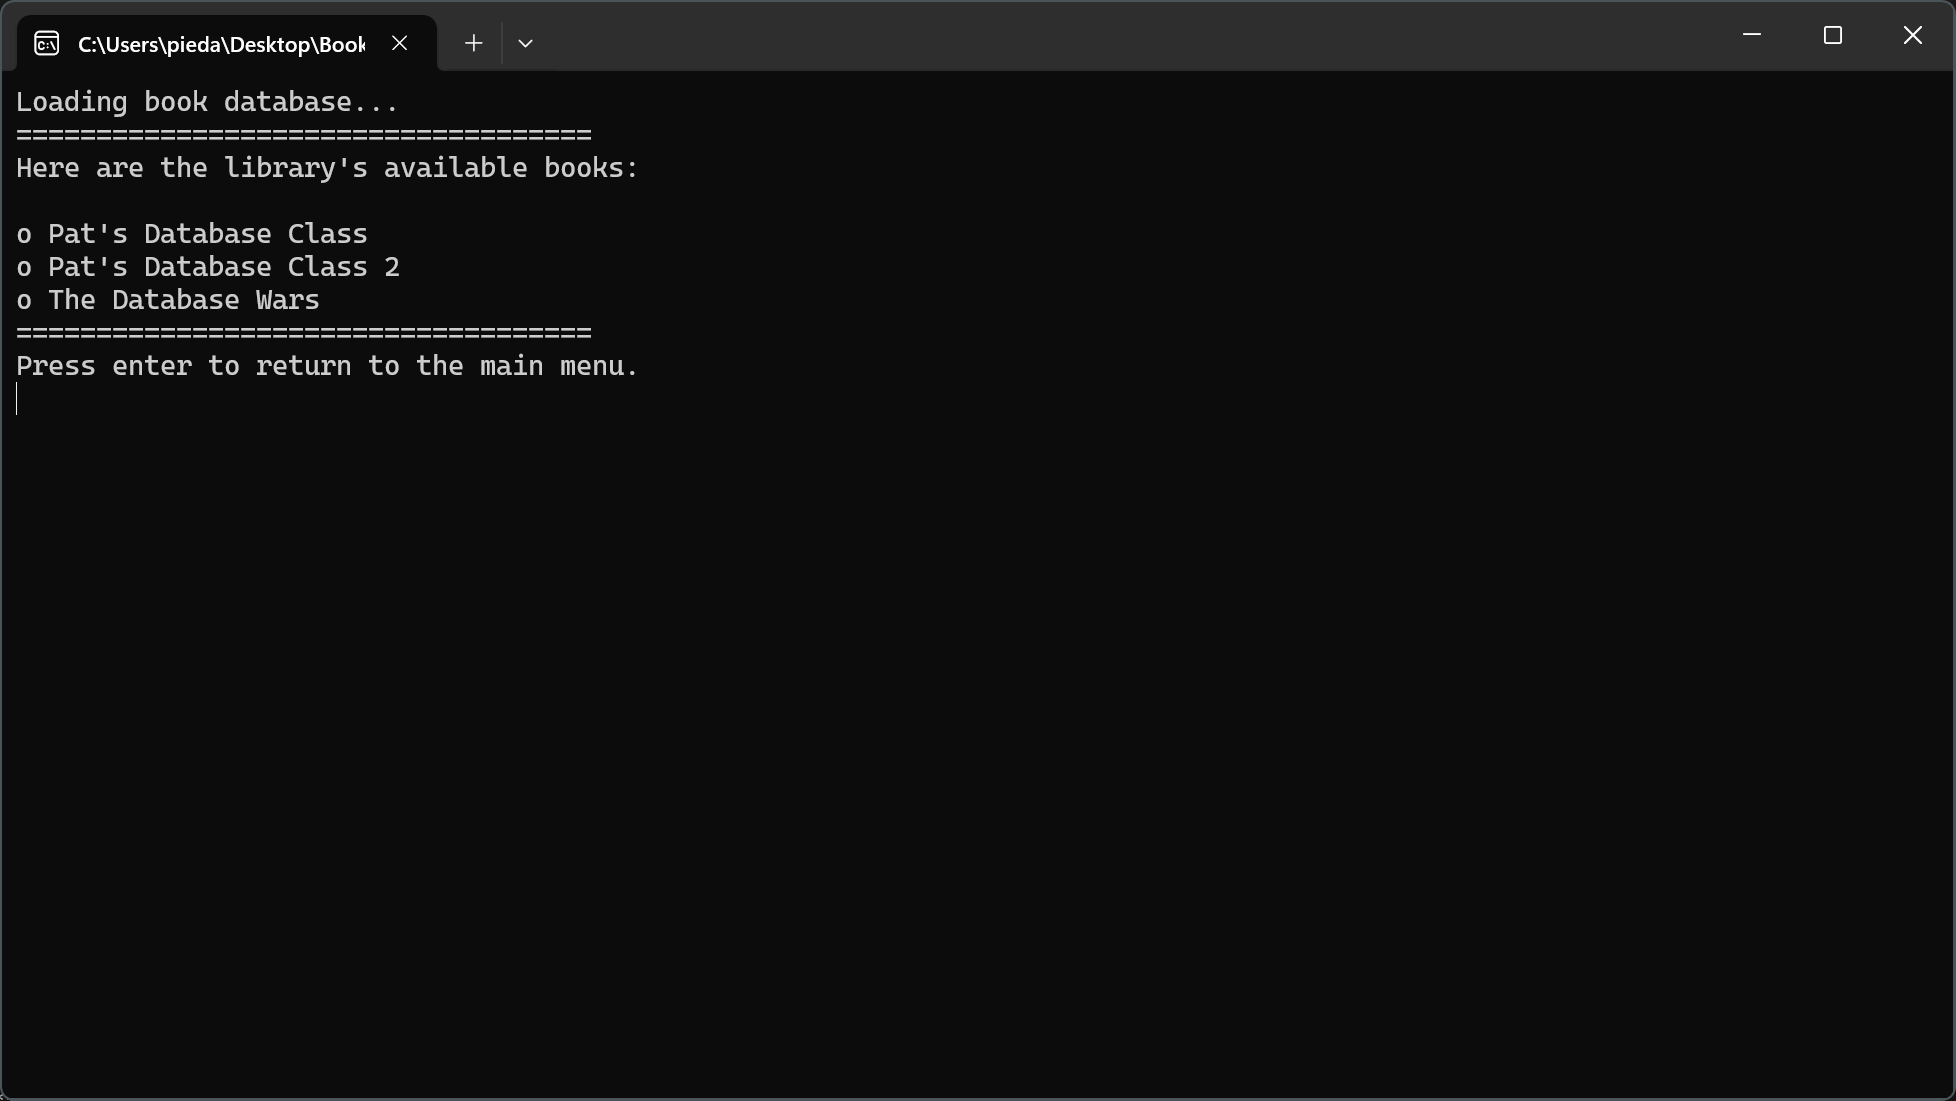 C:\Users\pieda\Desktop\Book
Loading book database...
====================================
Here are the library's available books:
o Pat's Database Class
o Pat's Database Class 2
o The Database Wars
====================================
Press enter to return to the main menu.